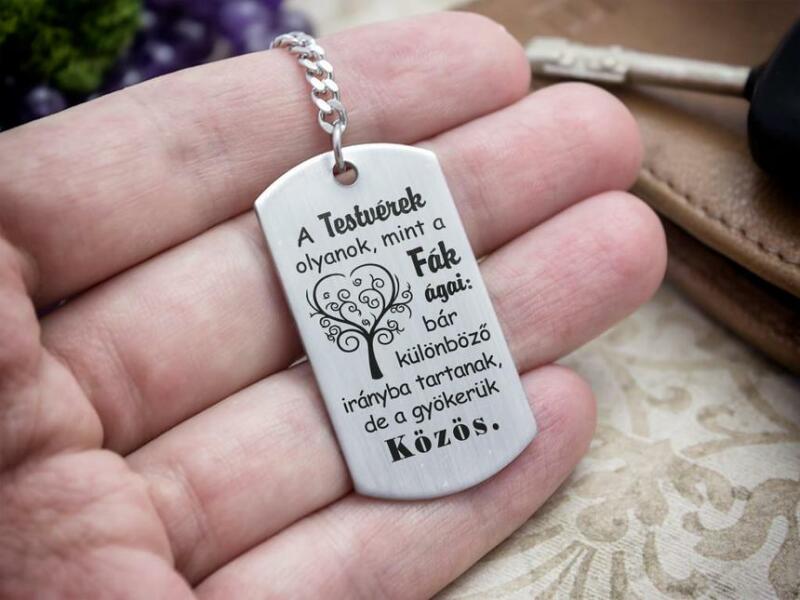 A Testvérek
olyanok, mint a
Fák
ágai:
bár
különböző
irányba tartanak,
de a gyökerük
Közös.